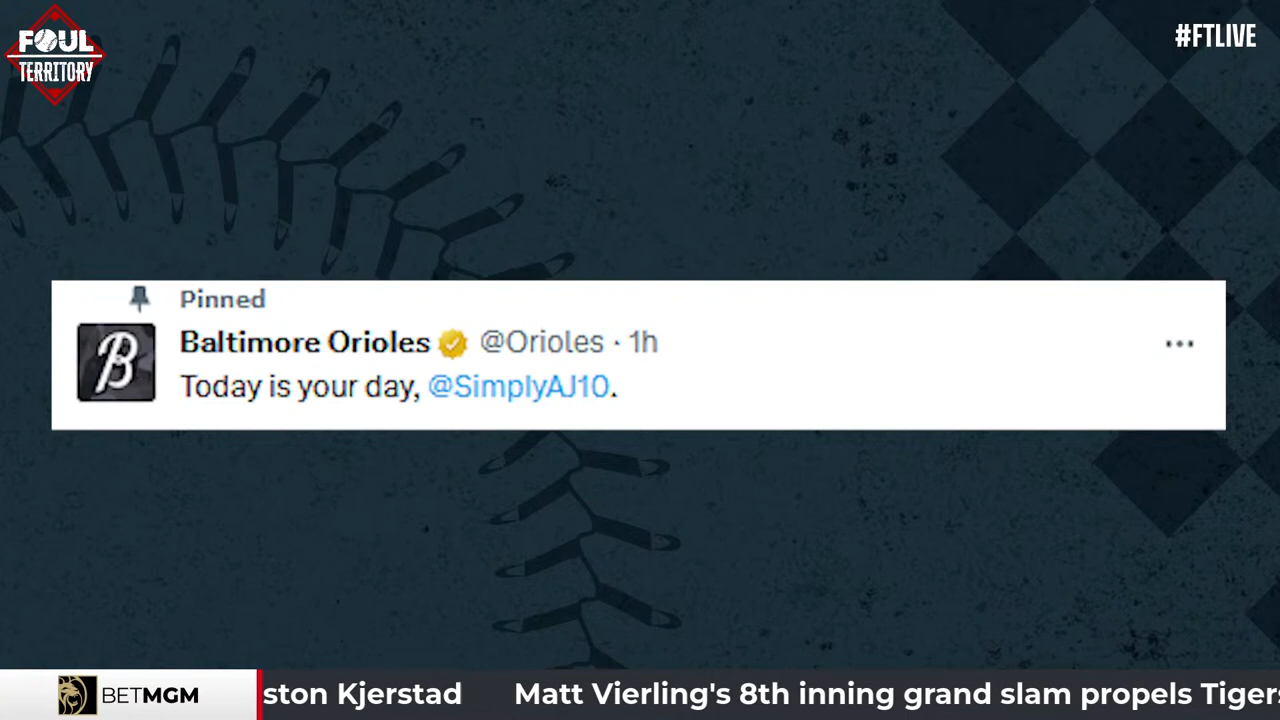 FOUL
TERRITORY
#FTLIVE
Pinned
Baltimore Orioles @Orioles · 1h
Today is your day, @SimplyAJ10.
B
BETMGM
ston Kjerstad Matt Vierling's 8th inning grand slam propels Tigers